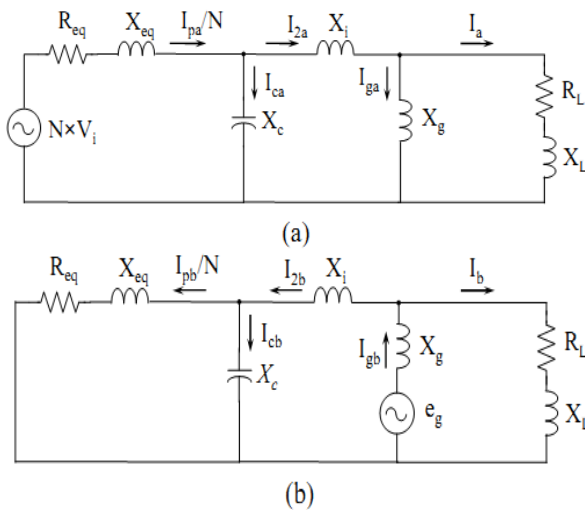 R_eq X_eq I_pa/N I_2a X_i I_a
I_ca I_ga R_L
N×V_i X_c X_g X_L
(a)
R_eq X_eq I_pb/N I_2b X_i I_b
I_cb I_gb X_g R_L
X_c e_g X_L
(b)